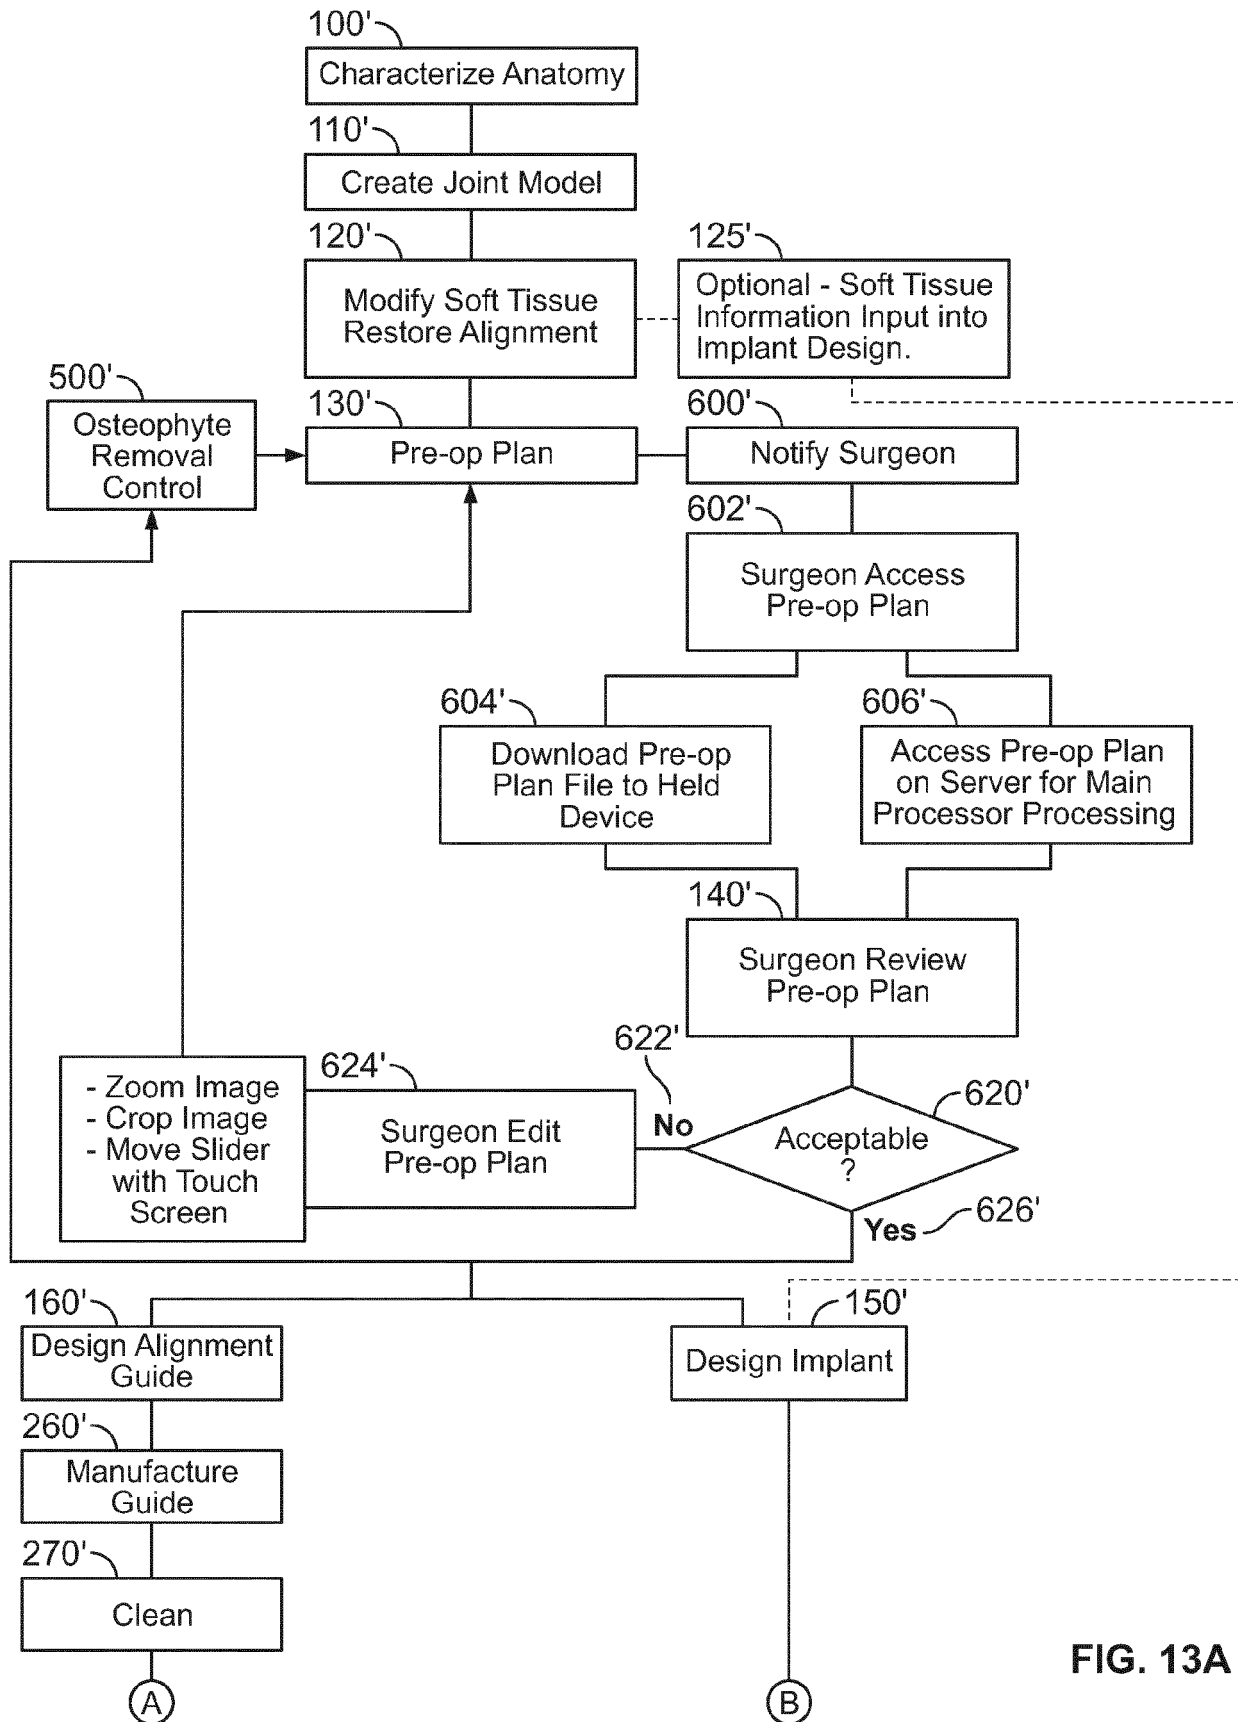 100'
Characterize Anatomy
110'
Create Joint Model
120'
Modify Soft Tissue
Restore Alignment
125'
Optional - Soft Tissue
Information Input into
Implant Design.
500'
Osteophyte
Removal
Control
130'
Pre-op Plan
600'
Notify Surgeon
602'
Surgeon Access
Pre-op Plan
604'
Download Pre-op
Plan File to Held
Device
606'
Access Pre-op Plan
on Server for Main
Processor Processing
140'
Surgeon Review
Pre-op Plan
- Zoom Image
- Crop Image
- Move Slider
with Touch
Screen
624'
Surgeon Edit
Pre-op Plan
622'
No
620'
Acceptable
?
Yes
626'
160'
Design Alignment
Guide
150'
Design Implant
260'
Manufacture
Guide
270'
Clean
A
B
FIG. 13A